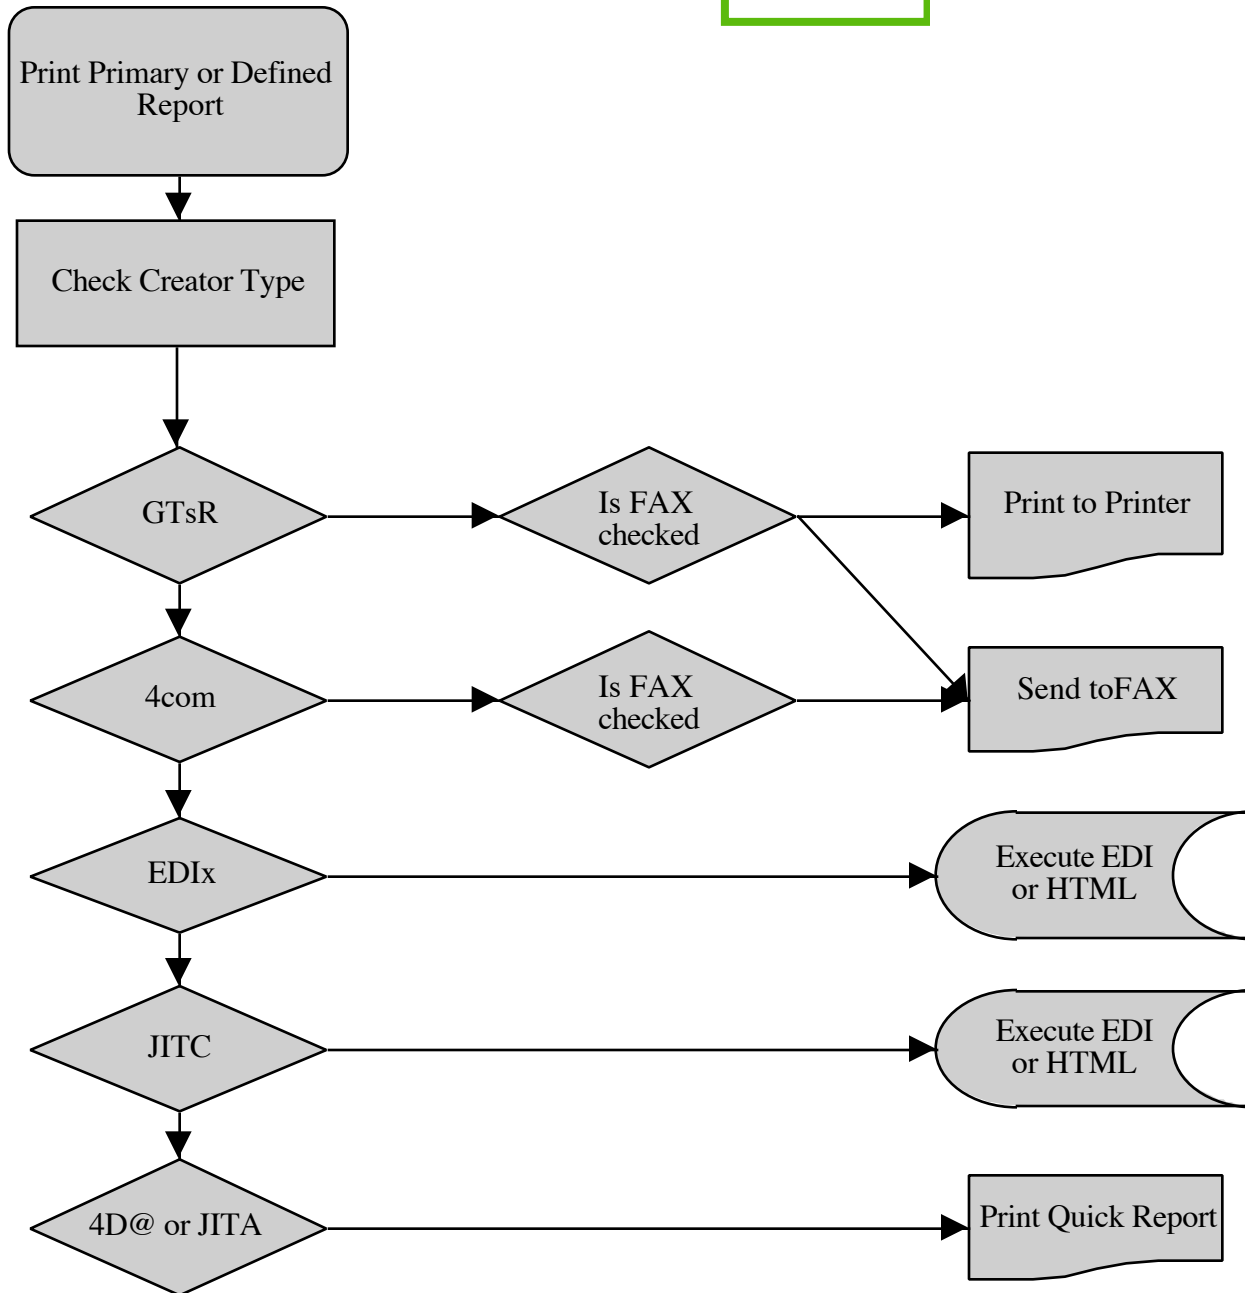 Print Primary or Defined
Report
Check Creator Type
GTsR
Is FAX
checked
Print to Printer
4com
Is FAX
checked
Send toFAX
EDIx
Execute EDI
or HTML
JITC
Execute EDI
or HTML
4D@ or JITA
Print Quick Report